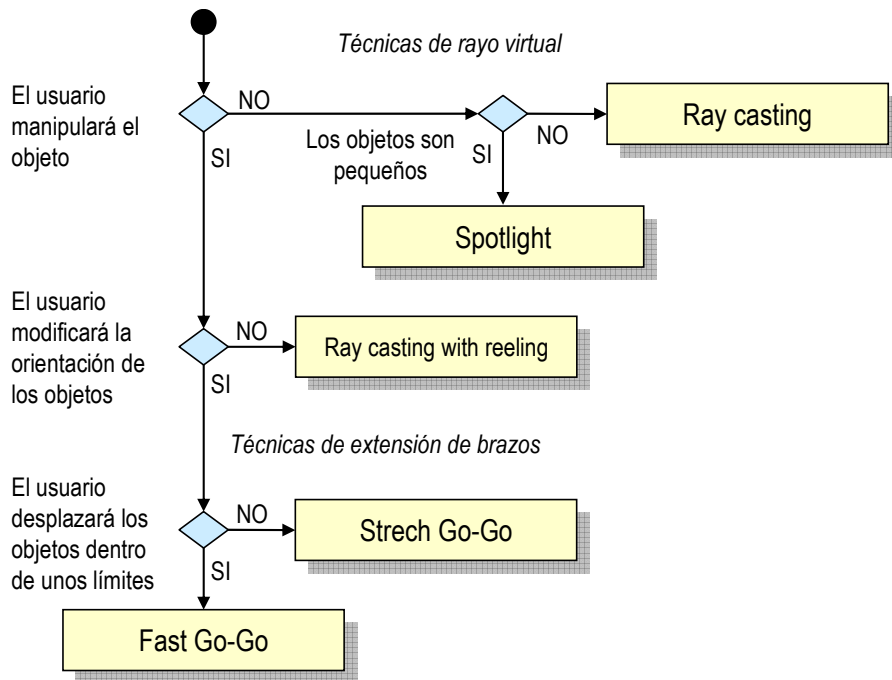 Técnicas de rayo virtual
El usuario
manipulará el
objeto
NO
SI
Los objetos son
pequeños
SI
NO
Ray casting
Spotlight
El usuario
modificará la
orientación de
los objetos
NO
SI
Ray casting with reeling
Técnicas de extensión de brazos
El usuario
desplazará los
objetos dentro
de unos límites
NO
SI
Strech Go-Go
Fast Go-Go